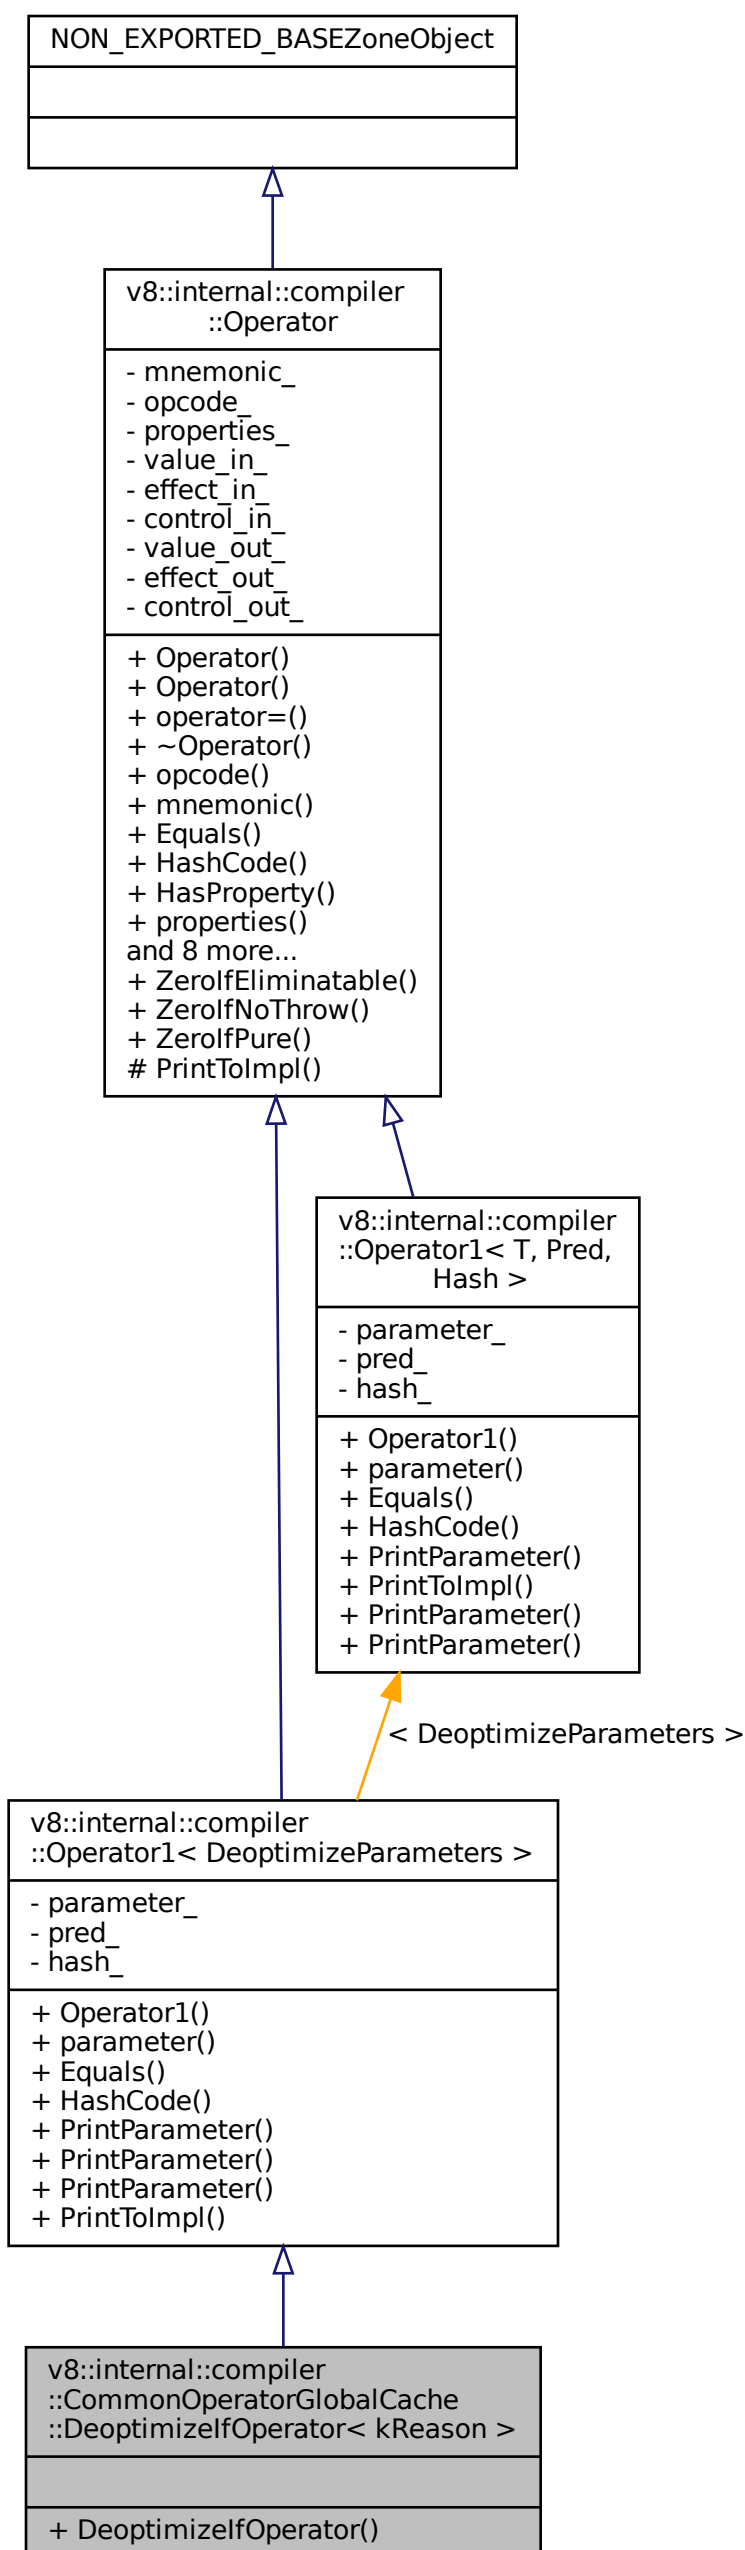 NON_EXPORTED_BASEZoneObject
v8::internal::compiler
::Operator
- mnemonic_
- opcode_
- properties_
- value_in_
- effect_in_
- control_in_
- value_out_
- effect_out_
- control_out_
+ Operator()
+ Operator()
+ operator=()
+ ~Operator()
+ opcode()
+ mnemonic()
+ Equals()
+ HashCode()
+ HasProperty()
+ properties()
and 8 more...
+ ZeroIfEliminatable()
+ ZeroIfNoThrow()
+ ZeroIfPure()
# PrintToImpl()
v8::internal::compiler
::Operator1< T, Pred,
Hash >
- parameter_
- pred_
- hash_
+ Operator1()
+ parameter()
+ Equals()
+ HashCode()
+ PrintParameter()
+ PrintToImpl()
+ PrintParameter()
+ PrintParameter()
< DeoptimizeParameters >
v8::internal::compiler
::Operator1< DeoptimizeParameters >
- parameter_
- pred_
- hash_
+ Operator1()
+ parameter()
+ Equals()
+ HashCode()
+ PrintParameter()
+ PrintParameter()
+ PrintParameter()
+ PrintToImpl()
v8::internal::compiler
::CommonOperatorGlobalCache
::DeoptimizeIfOperator< kReason >
+ DeoptimizeIfOperator()